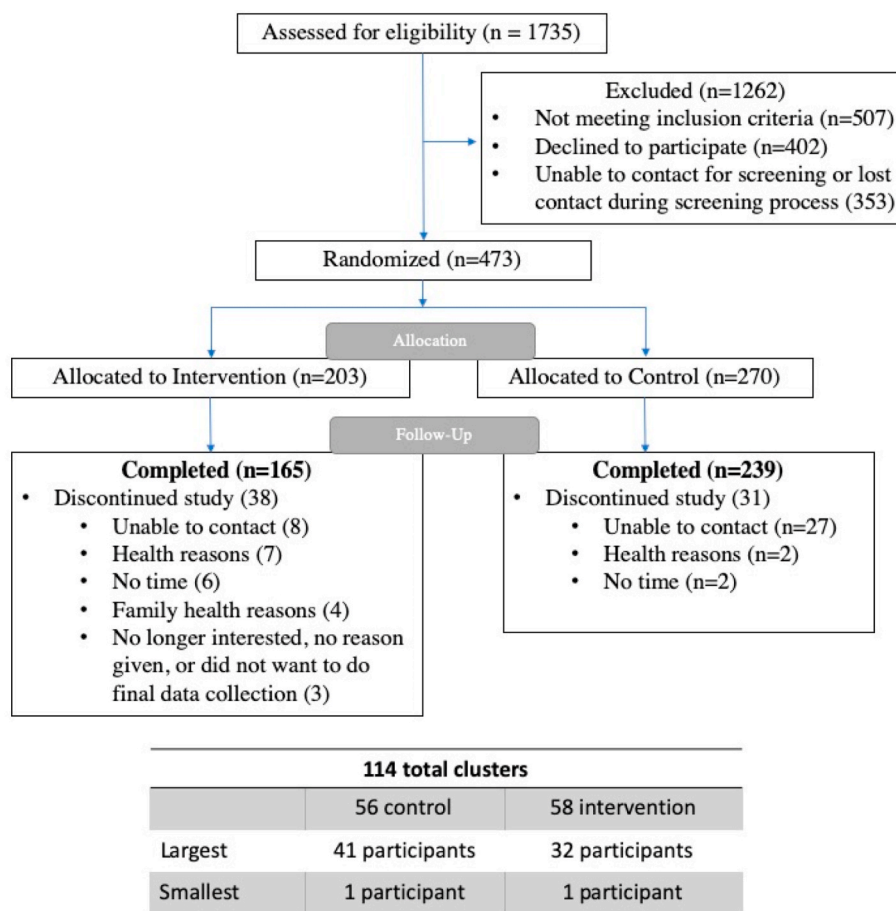 Assessed for eligibility (n = 1735)
Excluded (n=1262)
• Not meeting inclusion criteria (n=507)
• Declined to participate (n=402)
• Unable to contact for screening or lost
contact during screening process (353)
Randomized (n=473)
Allocation
Allocated to Intervention (n=203)
Allocated to Control (n=270)
Follow-Up
Completed (n=165)
• Discontinued study (38)
• Unable to contact (8)
• Health reasons (7)
• No time (6)
• Family health reasons (4)
• No longer interested, no reason
given, or did not want to do
final data collection (3)
Completed (n=239)
• Discontinued study (31)
• Unable to contact (n=27)
• Health reasons (n=2)
• No time (n=2)
114 total clusters
56 control 58 intervention
Largest 41 participants 32 participants
Smallest 1 participant 1 participant